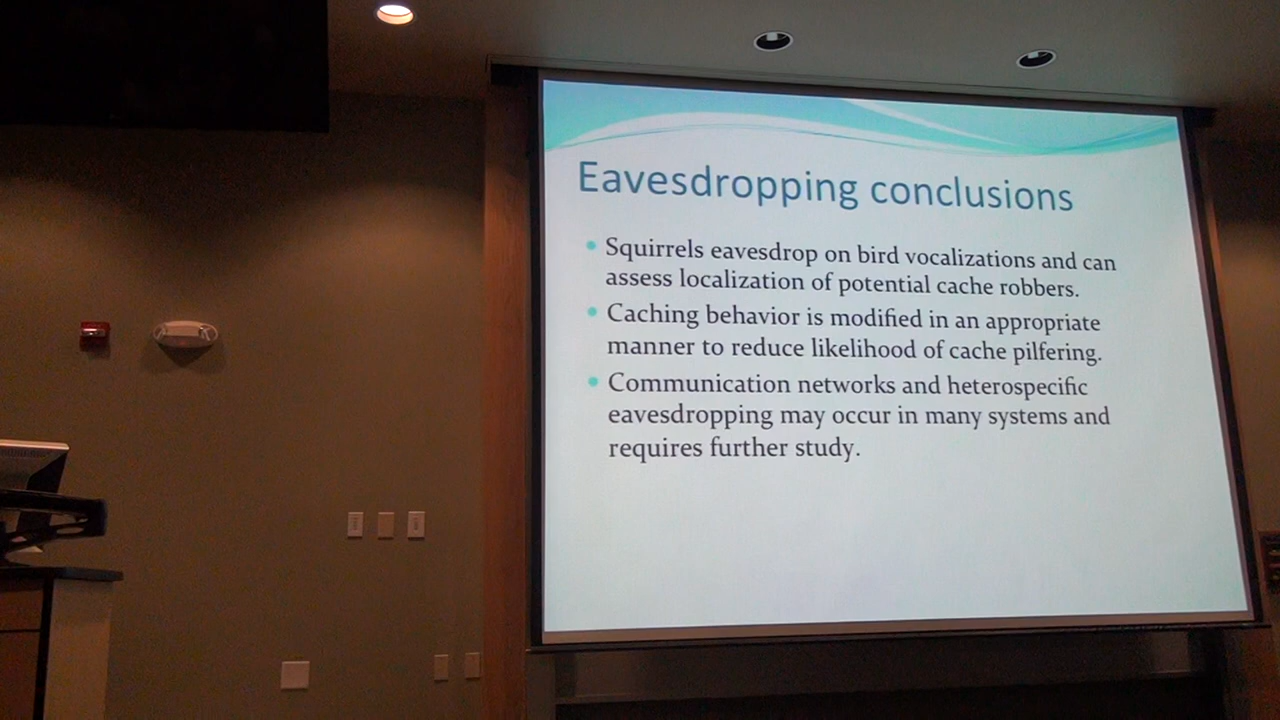 Eavesdropping conclusions
• Squirrels eavesdrop on bird vocalizations and can
assess localization of potential cache robbers.
• Caching behavior is modified in an appropriate
manner to reduce likelihood of cache pilfering.
• Communication networks and heterospecific
eavesdropping may occur in many systems and
requires further study.